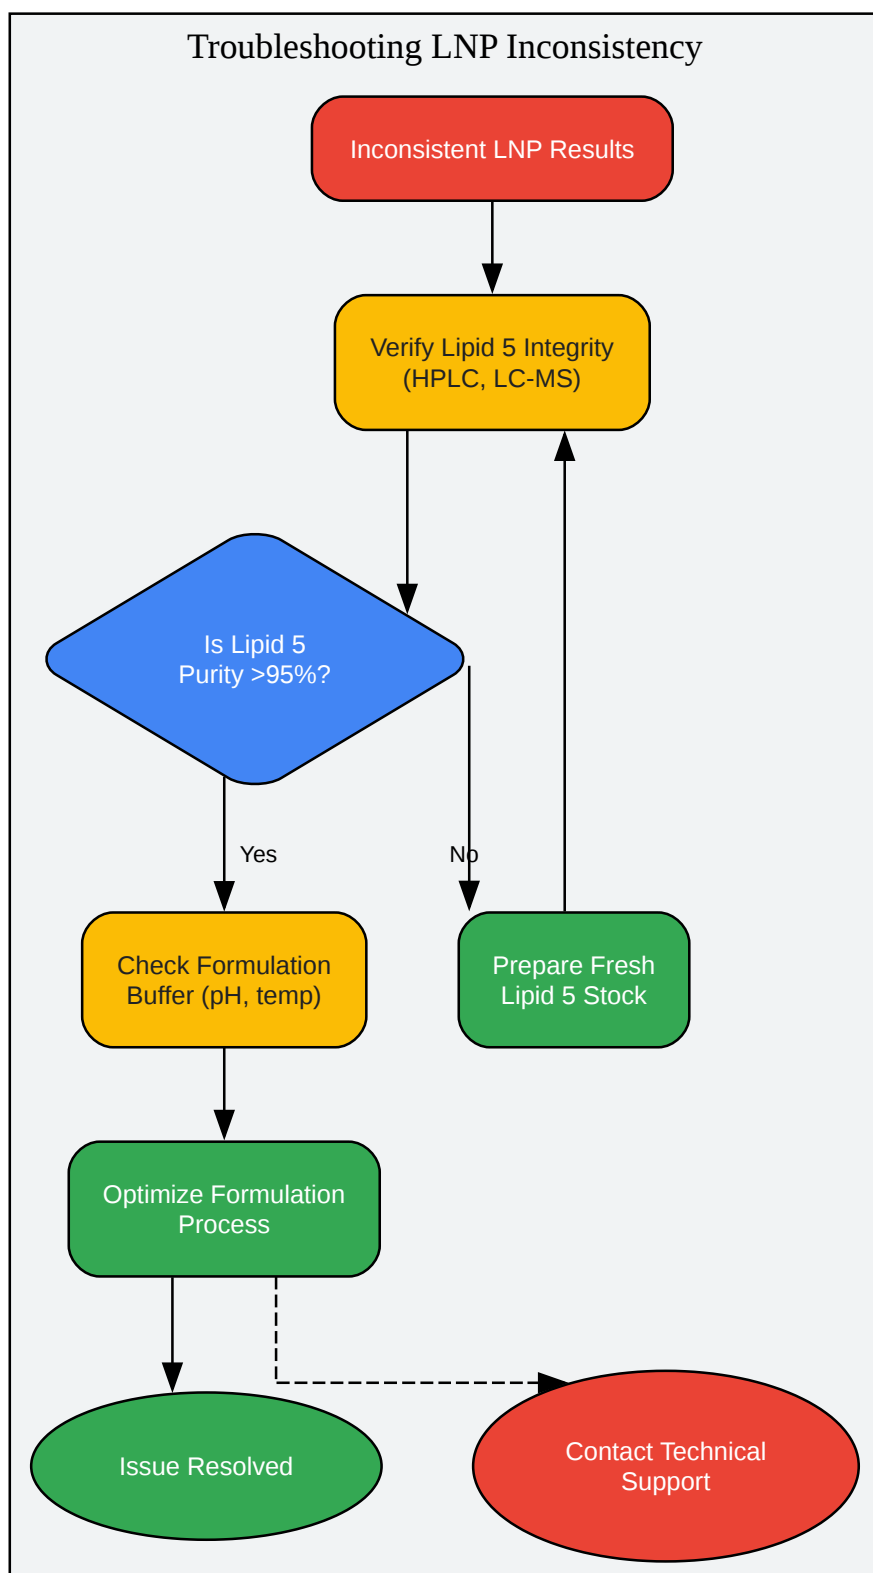 Troubleshooting LNP Inconsistency
Inconsistent LNP Results
Verify Lipid 5 Integrity
(HPLC, LC-MS)
Is Lipid 5
Purity >95%?
Yes
No
Check Formulation
Buffer (pH, temp)
Prepare Fresh
Lipid 5 Stock
Optimize Formulation
Process
Issue Resolved
Contact Technical
Support